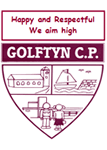 Happy and Respectful
We aim high
GOLFTYN C.P.